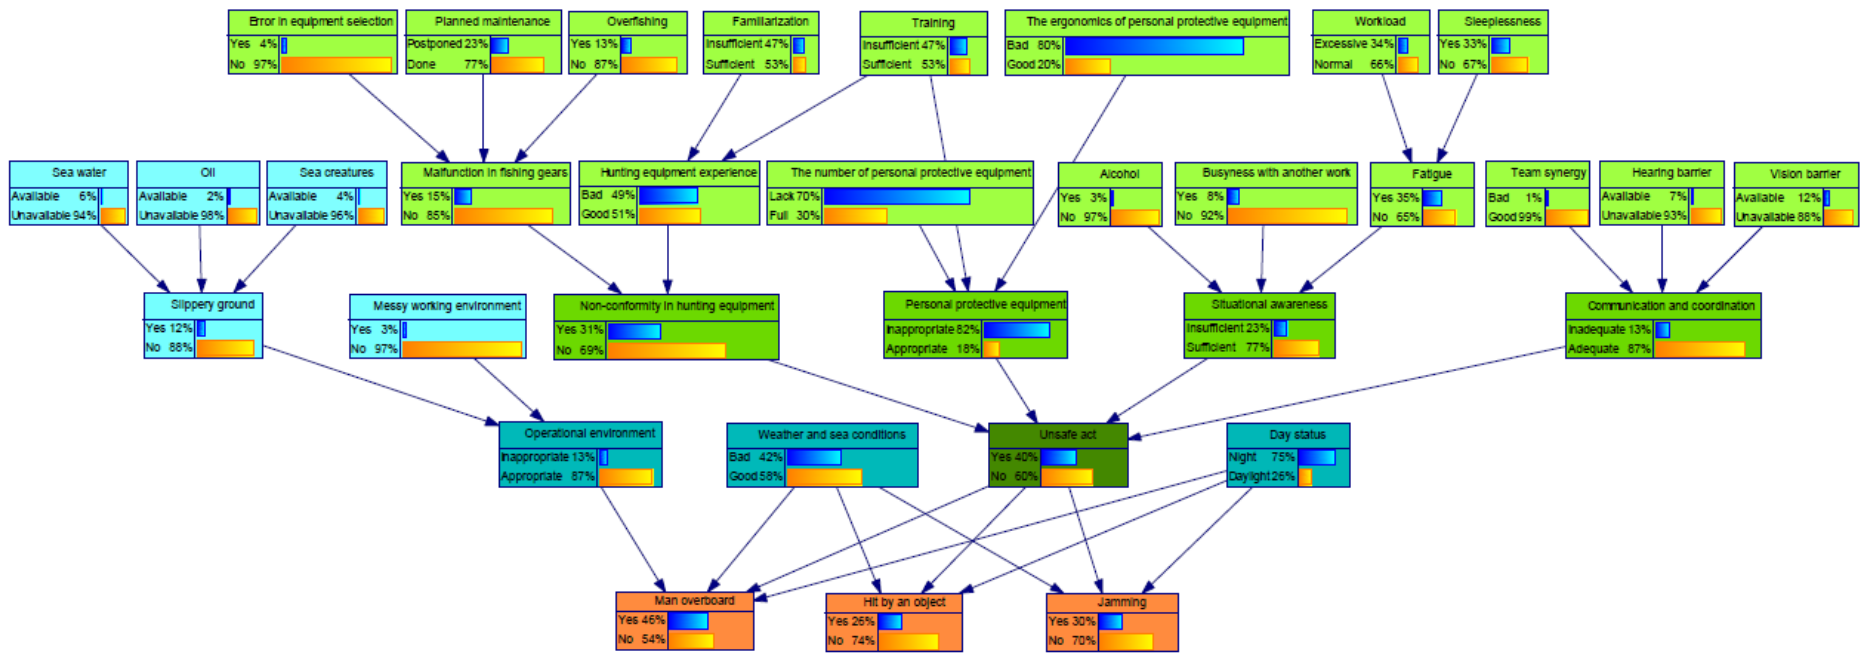 Error in equipment selection
Yes 4%
No 97%
Planned maintenance
Postponed 23%
Done 77%
Overfishing
Yes 13%
No 87%
Familiarization
Insufficient 47%
Sufficient 53%
Training
Insufficient 47%
Sufficient 53%
The ergonomics of personal protective equipment
Bad 80%
Good 20%
Workload
Excessive 34%
Normal 66%
Sleeplessness
Yes 33%
No 67%
Sea water
Available 6%
Unavailable 94%
Oil
Available 2%
Unavailable 98%
Sea creatures
Available 4%
Unavailable 96%
Malfunction in fishing gears
Yes 15%
No 85%
Hunting equipment experience
Bad 49%
Good 51%
The number of personal protective equipment
Lack 70%
Full 30%
Alcohol
Yes 3%
No 97%
Busyness with another work
Yes 8%
No 92%
Fatigue
Yes 35%
No 65%
Team synergy
Bad 1%
Good 99%
Hearing barrier
Available 7%
Unavailable 93%
Vision barrier
Available 12%
Unavailable 88%
Slippery ground
Yes 12%
No 88%
Messy working environment
Yes 3%
No 97%
Non-conformity in hunting equipment
Yes 31%
No 69%
Personal protective equipment
Inappropriate 82%
Appropriate 18%
Situational awareness
Insufficient 23%
Sufficient 77%
Communication and coordination
Inadequate 13%
Adequate 87%
Operational environment
Inappropriate 13%
Appropriate 87%
Weather and sea conditions
Bad 42%
Good 58%
Unsafe act
Yes 40%
No 60%
Day status
Night 75%
Daylight 26%
Man overboard
Yes 46%
No 54%
Hit by an object
Yes 26%
No 74%
Jamming
Yes 30%
No 70%